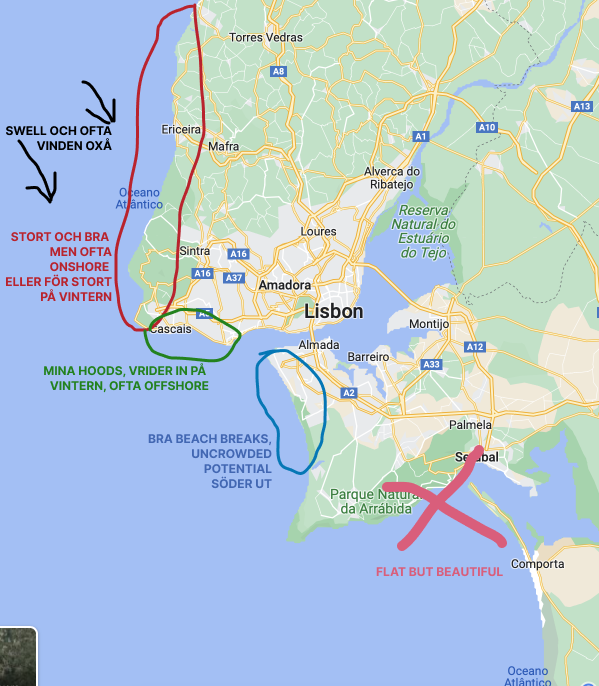 Torres Vedras
A8
A13
SWELL OCH OFTA
VINDEN OXÅ
Ericeira
Mafra
A10
A1
Alverca do
Ribatejo
Oceano
Atlântico
Reserva
Natural do
Estuário
do Tejo
Loures
STORT OCH BRA
MEN OFTA
ONSHORE
ELLER FÖR STORT
PÅ VINTERN
Sintra
A16
A16
A37
Amadora
Lisbon
Cascais
Montijo
Almada
Barreiro
A12
A33
MINA HOODS, VRIDER IN PÅ
VINTERN, OFTA OFFSHORE
A2
BRA BEACH BREAKS,
UNCROWDED
POTENTIAL
SÖDER UT
Palmela
Parque Natural
da Arrábida
FLAT BUT BEAUTIFUL
Comporta
Oceano
Atlântico